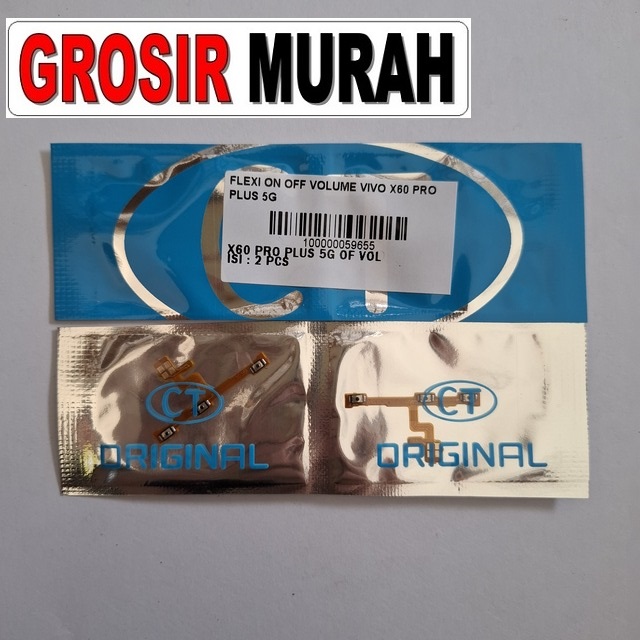 GROSIR MURAH
FLEXI ON OFF VOLUME VIVO X60 PRO
PLUS 5G
100000059655
X60 PRO PLUS 5G OF VOL
ISI : 2 PCS
CT
CT CT
ORIGINAL ORIGINAL